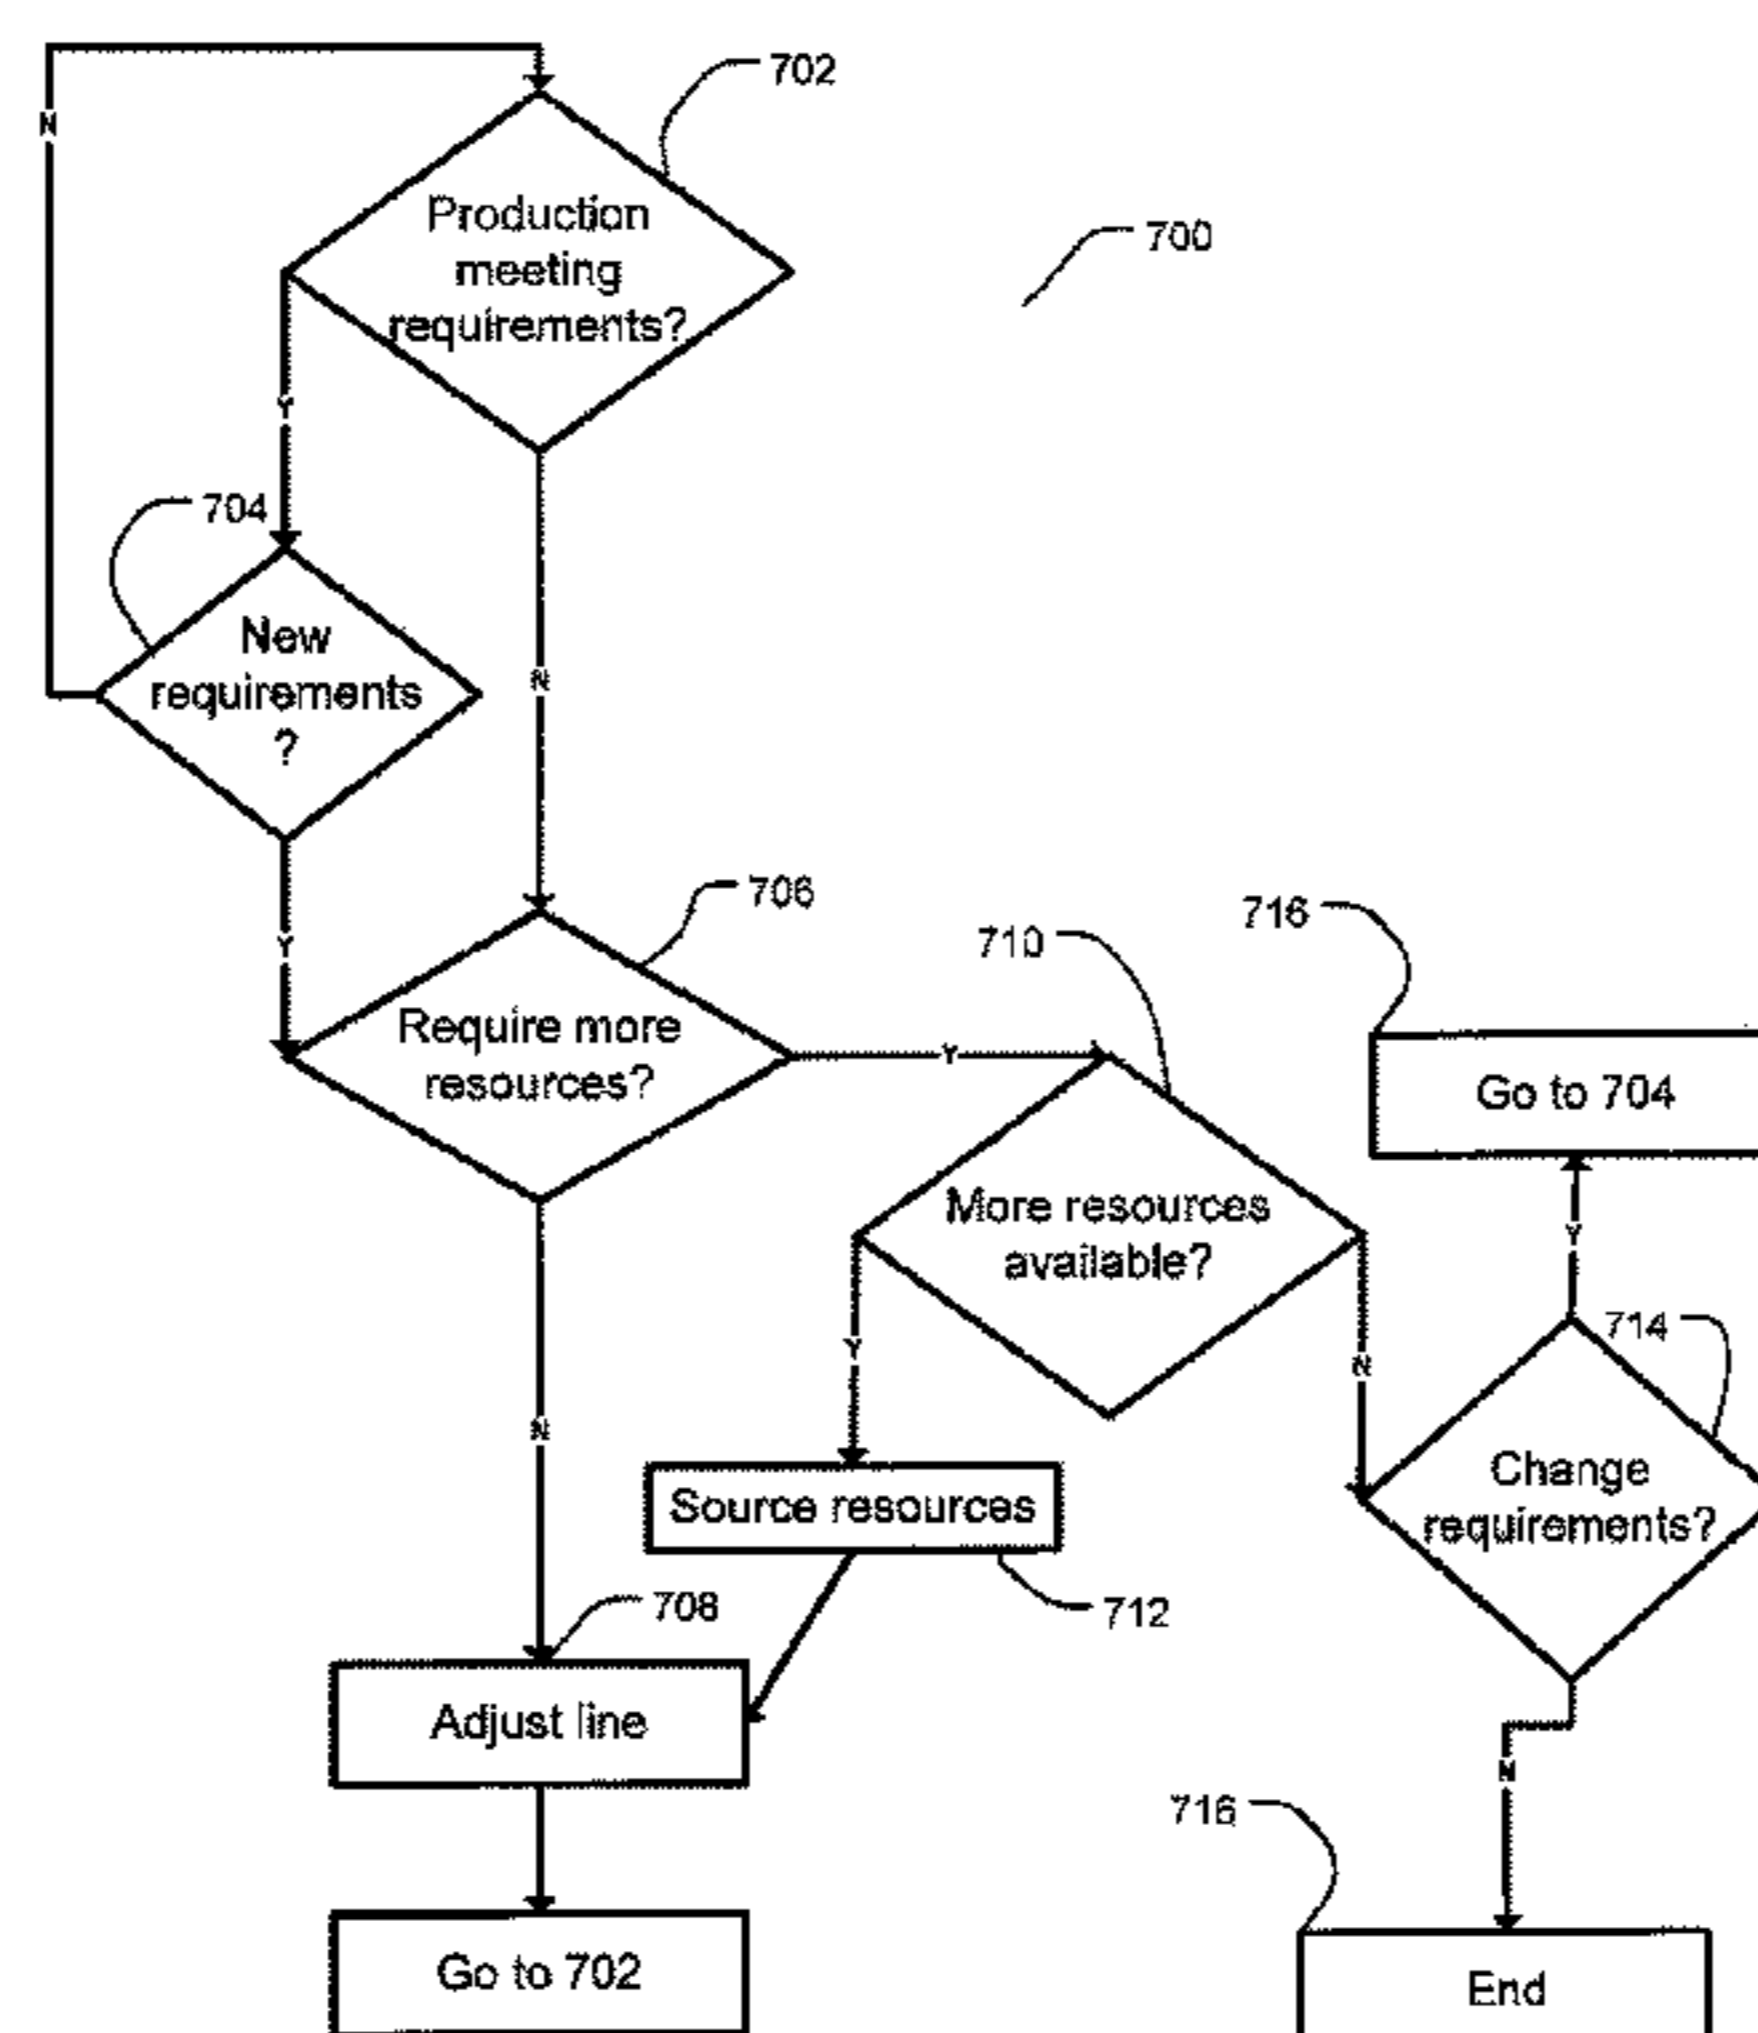 702
N
Production
meeting
requirements?
700
Y
704
New
requirements
?
N
Y
706
Require more
resources?
710
Y
716
Go to 704
More resources
available?
Y
Y
N
714
Change
requirements?
N
Source resources
712
708
Adjust line
N
716
Go to 702
End